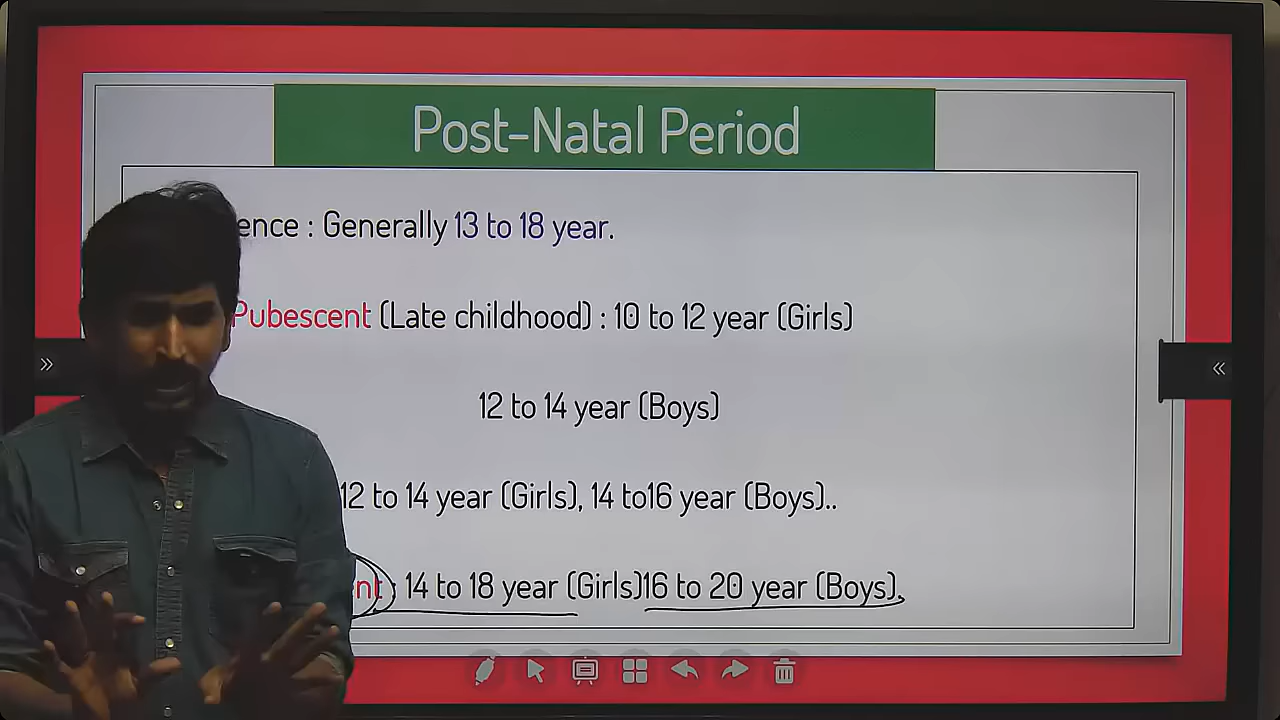 Post-Natal Period
ence : Generally 13 to 18 year.
Pubescent (Late childhood) : 10 to 12 year (Girls)
12 to 14 year (Boys)
12 to 14 year (Girls), 14 to16 year (Boys)..
nt : 14 to 18 year (Girls)16 to 20 year (Boys).